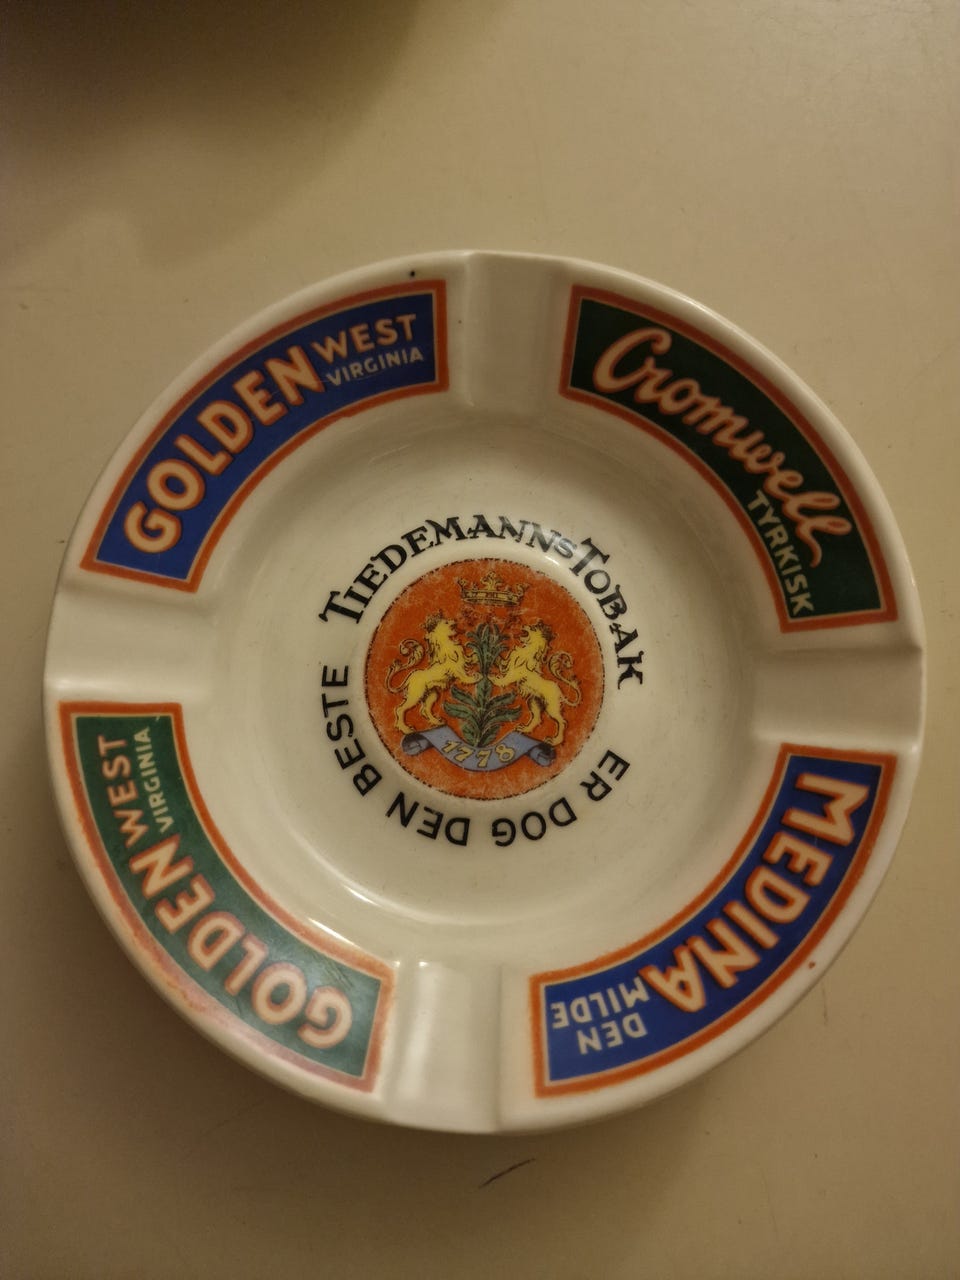 GOLDEN WEST
VIRGINIA
Cromwell
TYRKISK
MEDINA
DEN
MILDE
GOLDEN WEST
VIRGINIA
TIEDEMANNS TOBAK
ER DOG DEN BESTE
1778